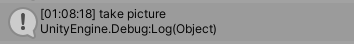 [01:08:18] take picture
UnityEngine.Debug:Log(Object)